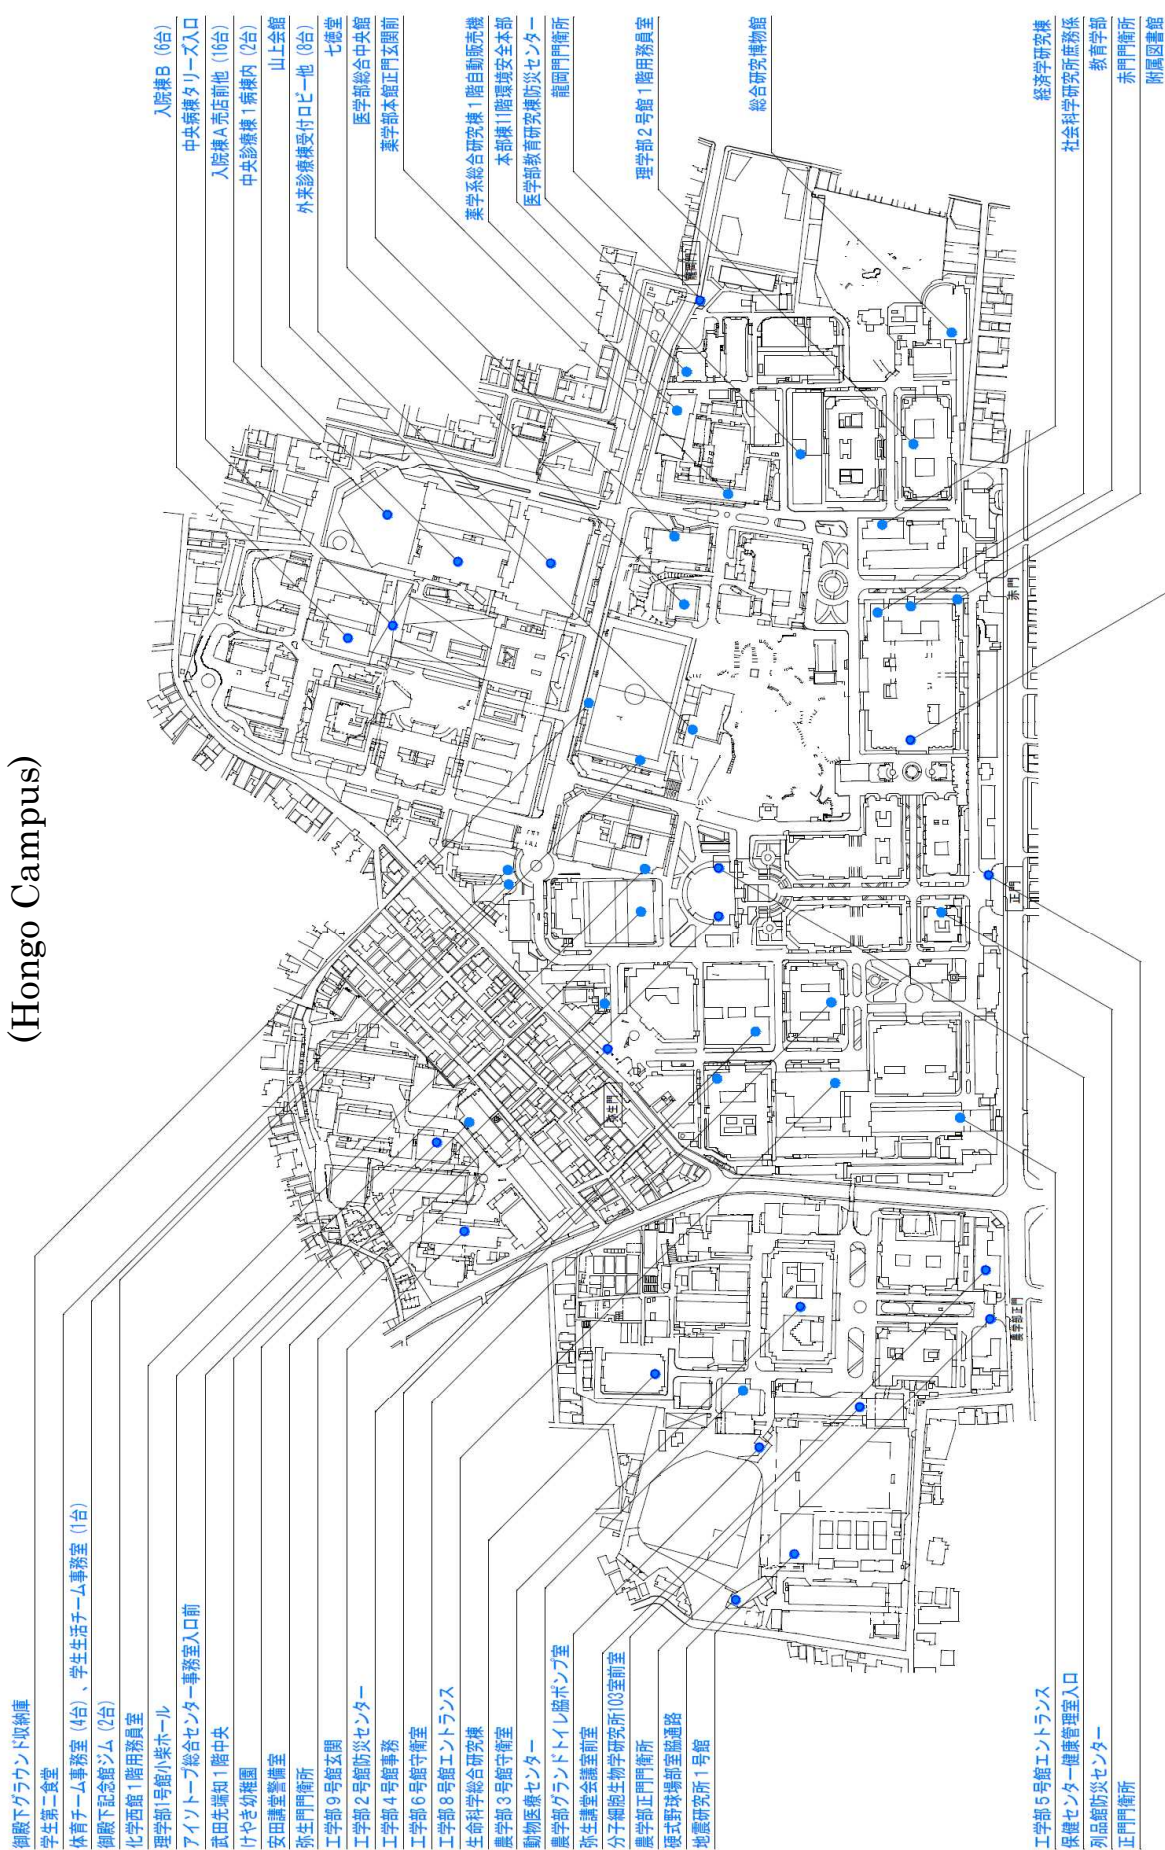 (Hongo Campus)
御殿下グラウンド収納庫
学生第二食堂
体育チーム事務室 (4台) 、学生生活チーム事務室 (1台)
御殿下記念館ジム (2台)
化学西館1階用務員室
理学部1号館小柴ホール
アイソトープ総合センター事務室入口前
武田先端知1階中央
けやき幼稚園
安田講堂警備室
弥生門門衛所
工学部9号館玄関
工学部2号館防災センター
工学部4号館事務
工学部6号館守衛室
工学部8号館エントランス
生命科学総合研究棟
農学部3号館守衛室
動物医療センター
農学部グランドトイレ脇ポンプ室
弥生講堂会議室前室
分子細胞生物学研究所103室前室
農学部正門門衛所
硬式野球場部室脇通路
地震研究所1号館
入院棟B (6台)
中央病棟タリーズ入口
入院棟A売店前他 (16台)
中央診療棟1病棟内 (2台)
山上会館
外来診療棟受付ロビー他 (8台)
七徳堂
医学部総合中央館
薬学部本館正門玄関前
薬学系総合研究棟1階自動販売機
本部棟11階環境安全本部
医学部教育研究棟防災センター
龍岡門門衛所
理学部2号館1階用務員室
総合研究博物館
経済学研究棟
社会科学研究所庶務係
教育学部
赤門門衛所
附属図書館
工学部5号館エントランス
保健センター健康管理室入口
列品館防災センター
正門門衛所
龍岡門
赤門
正門
弥生門
農学部正門